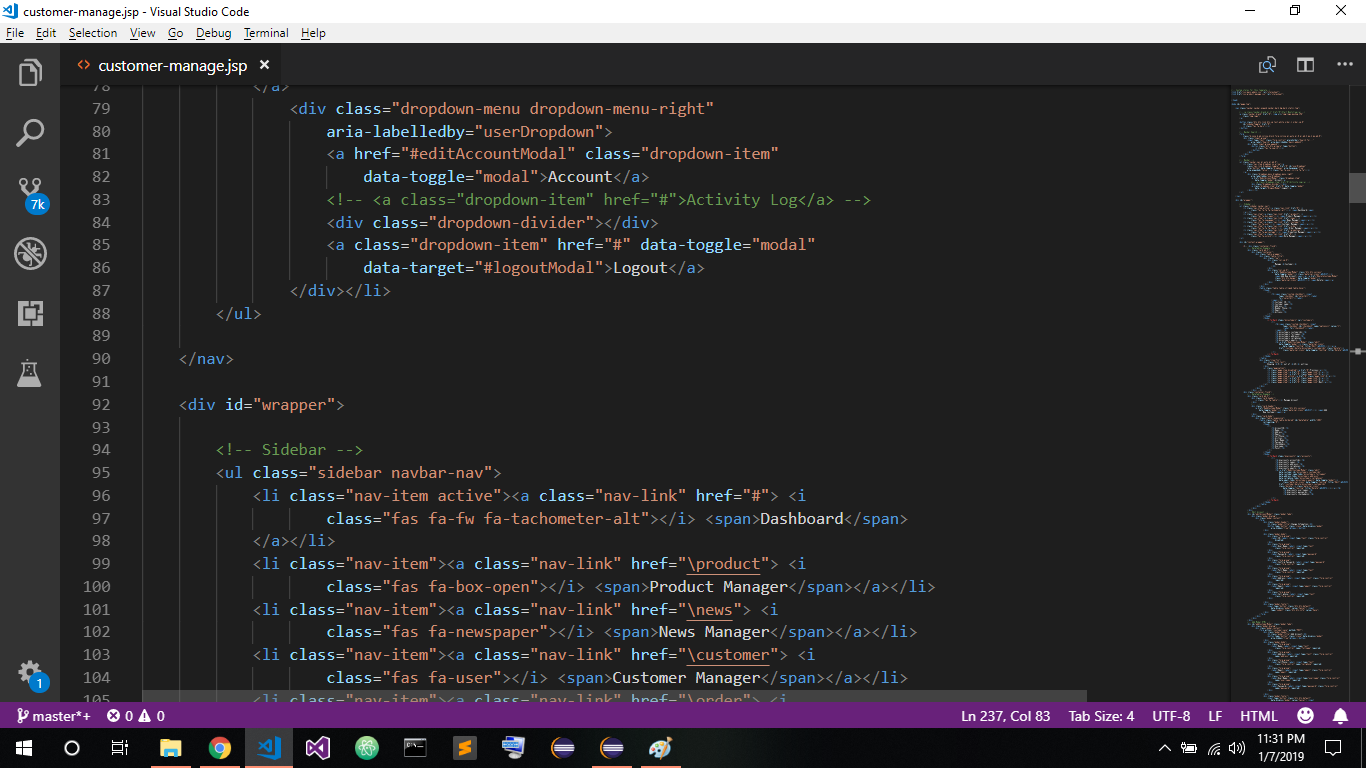 customer-manage.jsp - Visual Studio Code
File Edit Selection View Go Debug Terminal Help
customer-manage.jsp
78 </a>
79 <div class="dropdown-menu dropdown-menu-right"
80 aria-labelledby="userDropdown">
81 <a href="#editAccountModal" class="dropdown-item"
82 data-toggle="modal">Account</a>
83 <!-- <a class="dropdown-item" href="#">Activity Log</a> -->
84 <div class="dropdown-divider"></div>
85 <a class="dropdown-item" href="#" data-toggle="modal"
86 data-target="#logoutModal">Logout</a>
87 </div></li>
88 </ul>
89
90 </nav>
91
92 <div id="wrapper">
93
94 <!-- Sidebar -->
95 <ul class="sidebar navbar-nav">
96 <li class="nav-item active"><a class="nav-link" href="#"> <i
97 class="fas fa-fw fa-tachometer-alt"></i> <span>Dashboard</span>
98 </a></li>
99 <li class="nav-item"><a class="nav-link" href="\product"> <i
100 class="fas fa-box-open"></i> <span>Product Manager</span></a></li>
101 <li class="nav-item"><a class="nav-link" href="\news"> <i
102 class="fas fa-newspaper"></i> <span>News Manager</span></a></li>
103 <li class="nav-item"><a class="nav-link" href="\customer"> <i
104 class="fas fa-user"></i> <span>Customer Manager</span></a></li>
105 <li class="nav-item"><a class="nav-link" href="\order"> <i
7k
1
master*+ 0 0 Ln 237, Col 83 Tab Size: 4 UTF-8 LF HTML
11:31 PM
1/7/2019